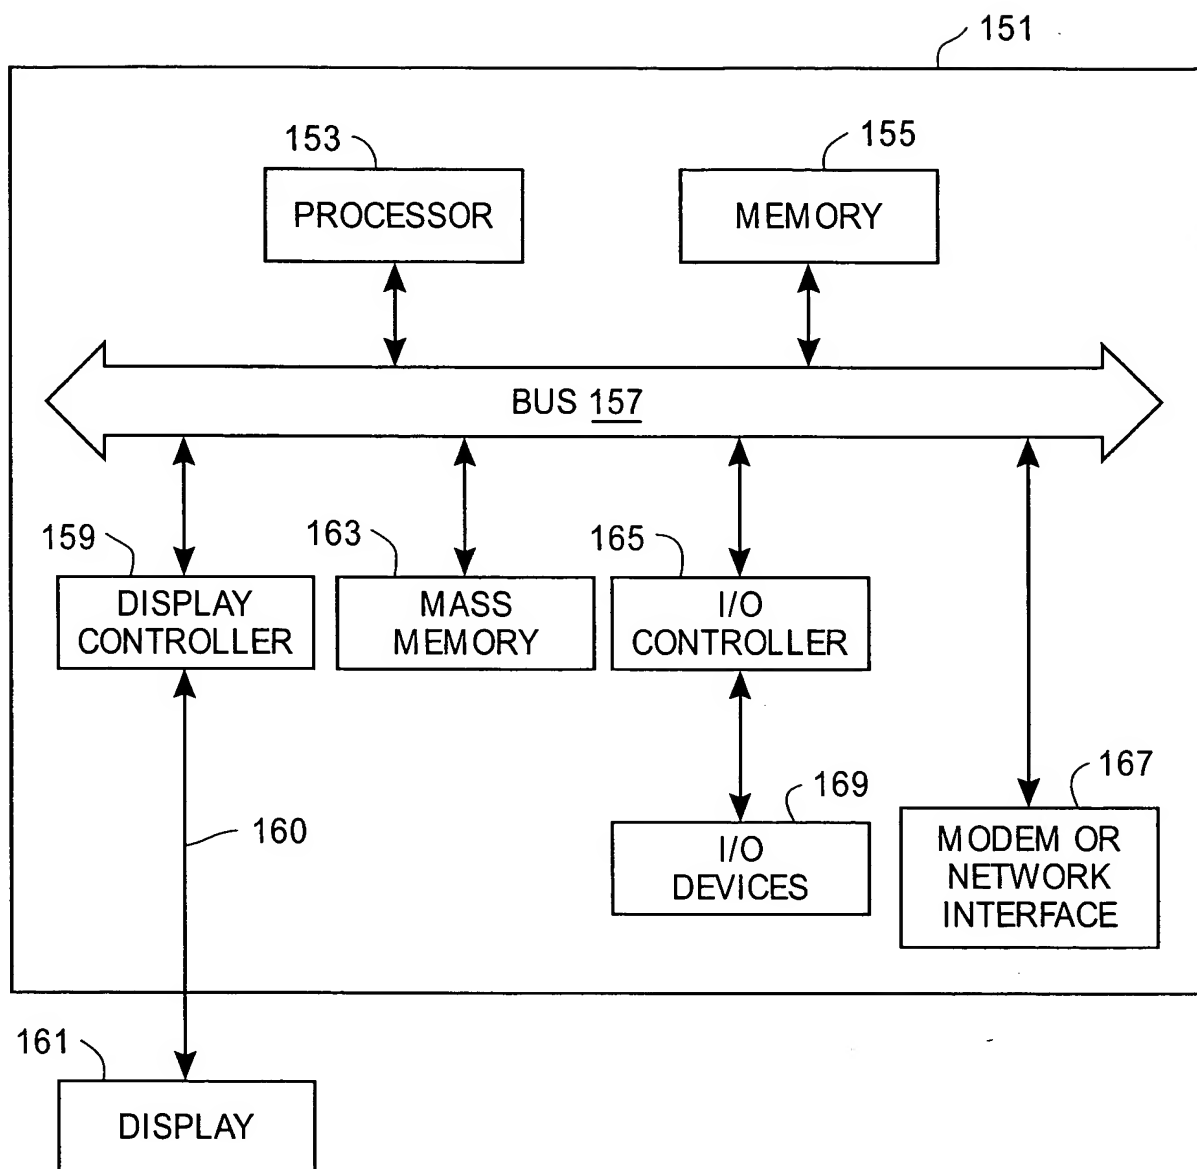 151
153
PROCESSOR
155
MEMORY
BUS 157
159
DISPLAY
CONTROLLER
163
MASS
MEMORY
165
I/O
CONTROLLER
160
169
I/O
DEVICES
167
MODEM OR
NETWORK
INTERFACE
161
DISPLAY